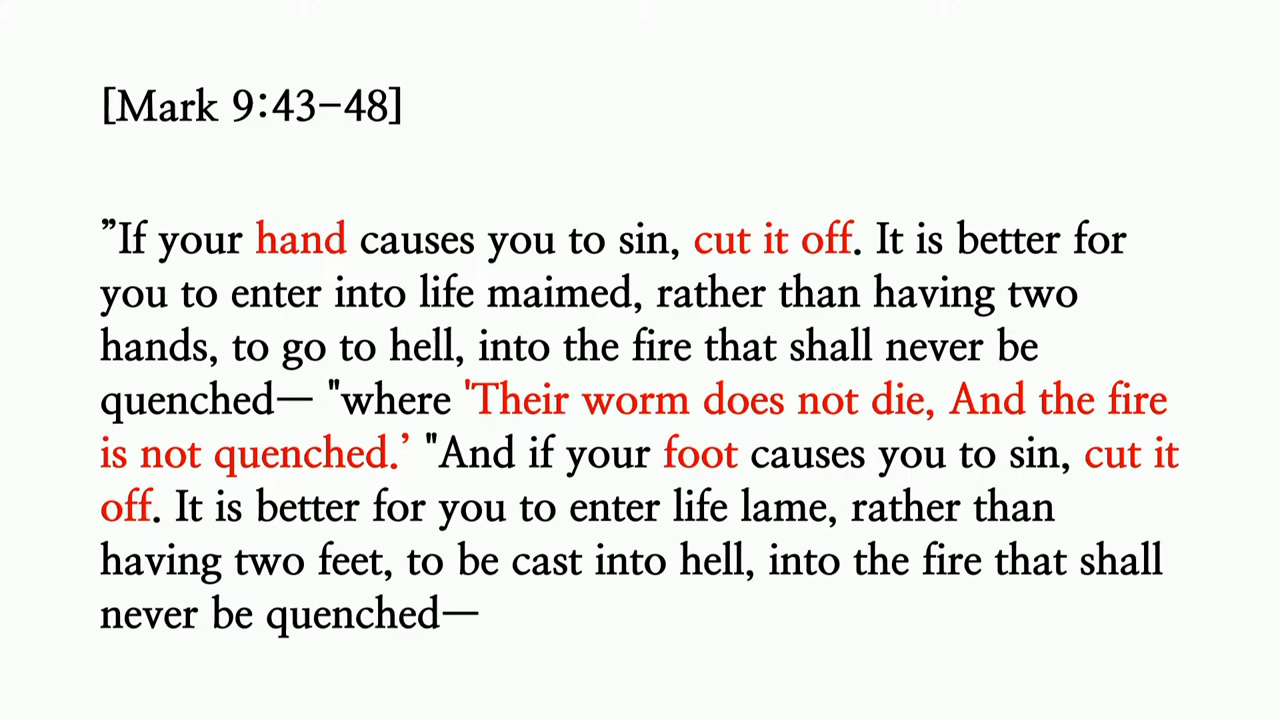 [Mark 9:43–48]
”If your hand causes you to sin, cut it off. It is better for
you to enter into life maimed, rather than having two
hands, to go to hell, into the fire that shall never be
quenched— "where 'Their worm does not die, And the fire
is not quenched.’ "And if your foot causes you to sin, cut it
off. It is better for you to enter life lame, rather than
having two feet, to be cast into hell, into the fire that shall
never be quenched—